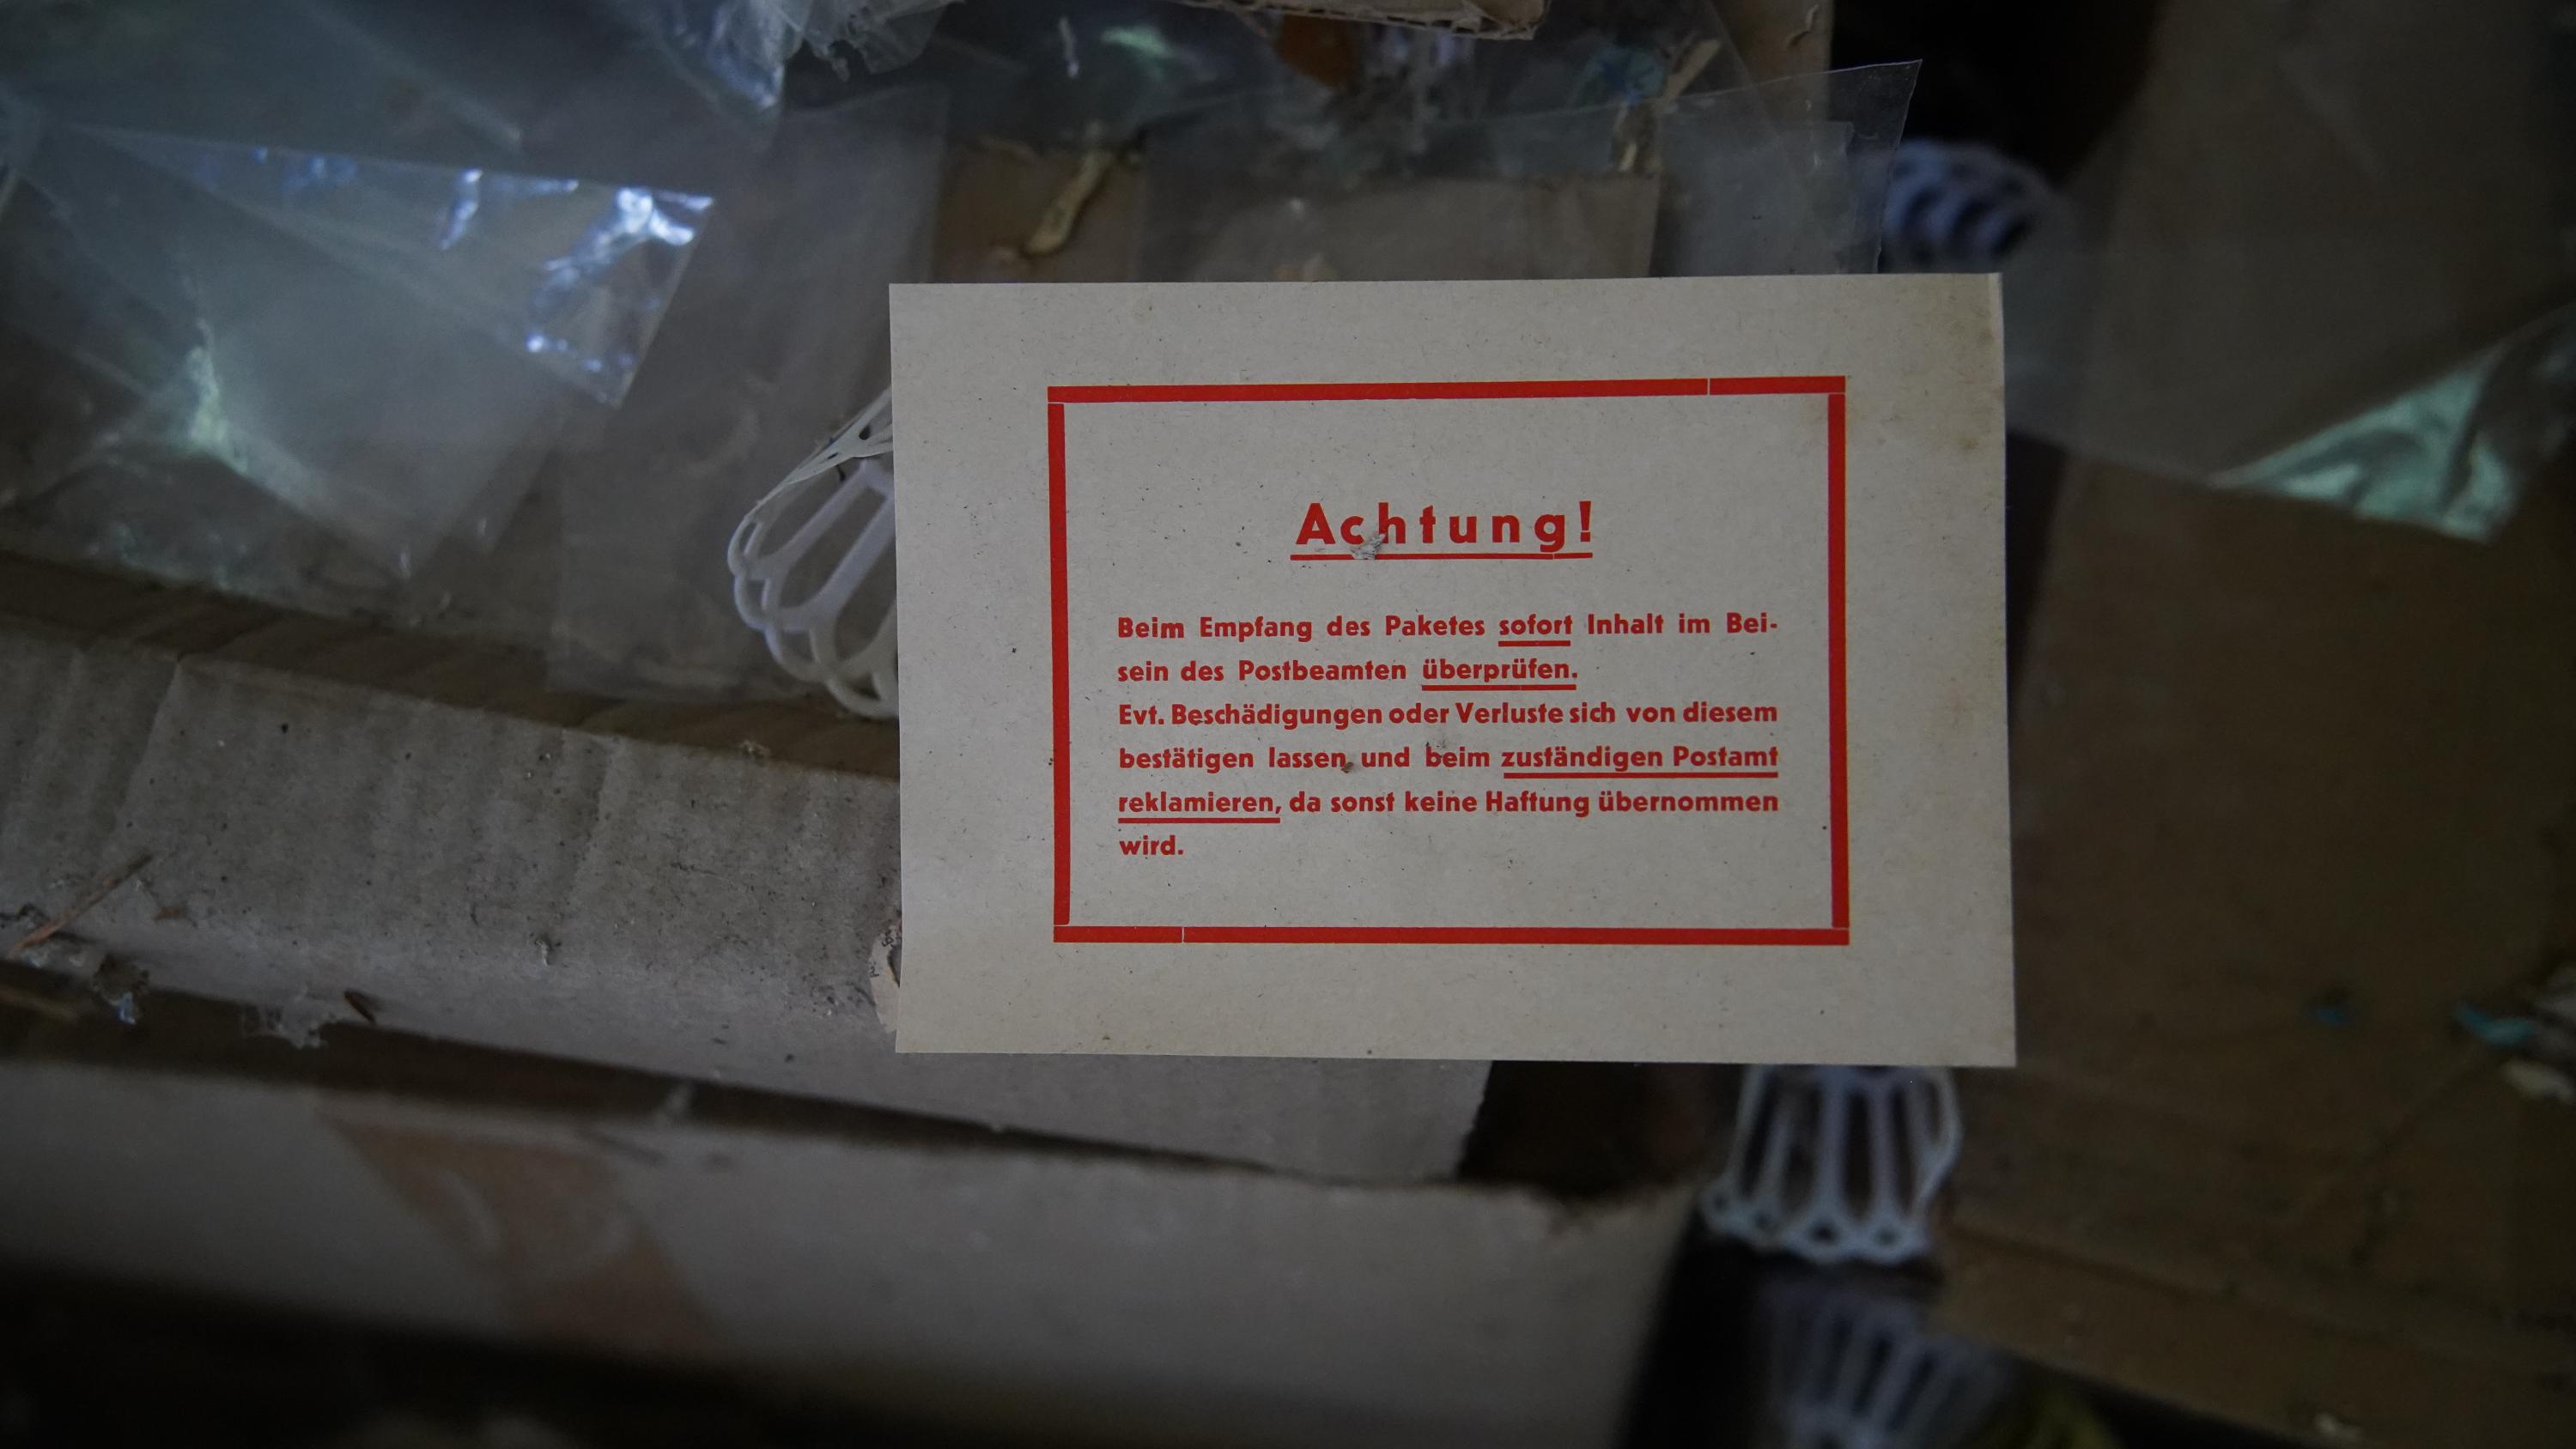 Achtung!
Beim Empfang des Paketes sofort Inhalt im Bei-
sein des Postbeamten überprüfen.
Evt. Beschädigungen oder Verluste sich von diesem
bestätigen lassen und beim zuständigen Postamt
reklamieren, da sonst keine Haftung übernommen
wird.